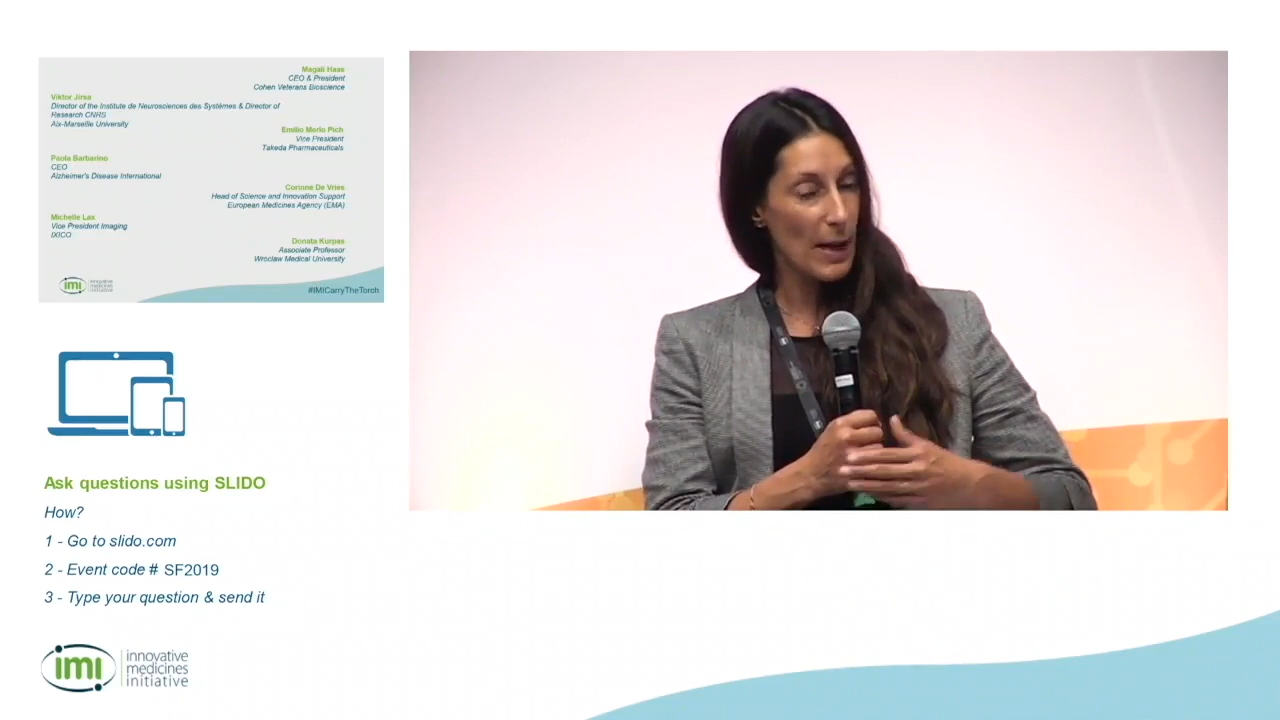 Magali Haas
CEO & President
Cohen Veterans Bioscience
Viktor Jirsa
Director of the Institute de Neurosciences des Systèmes & Director of
Research CNRS
Aix-Marseille University
Emilio Merlo Pich
Vice President
Takeda Pharmaceuticals
Paola Barbarino
CEO
Alzheimer's Disease International
Corinne De Vries
Head of Science and Innovation Support
European Medicines Agency (EMA)
Michelle Lax
Vice President Imaging
IXICO
Donata Kurpas
Associate Professor
Wroclaw Medical University
imi
innovative
medicines
initiative
#IMICarryTheTorch
Ask questions using SLIDO
How?
1 - Go to slido.com
2 - Event code # SF2019
3 - Type your question & send it
imi
innovative
medicines
initiative